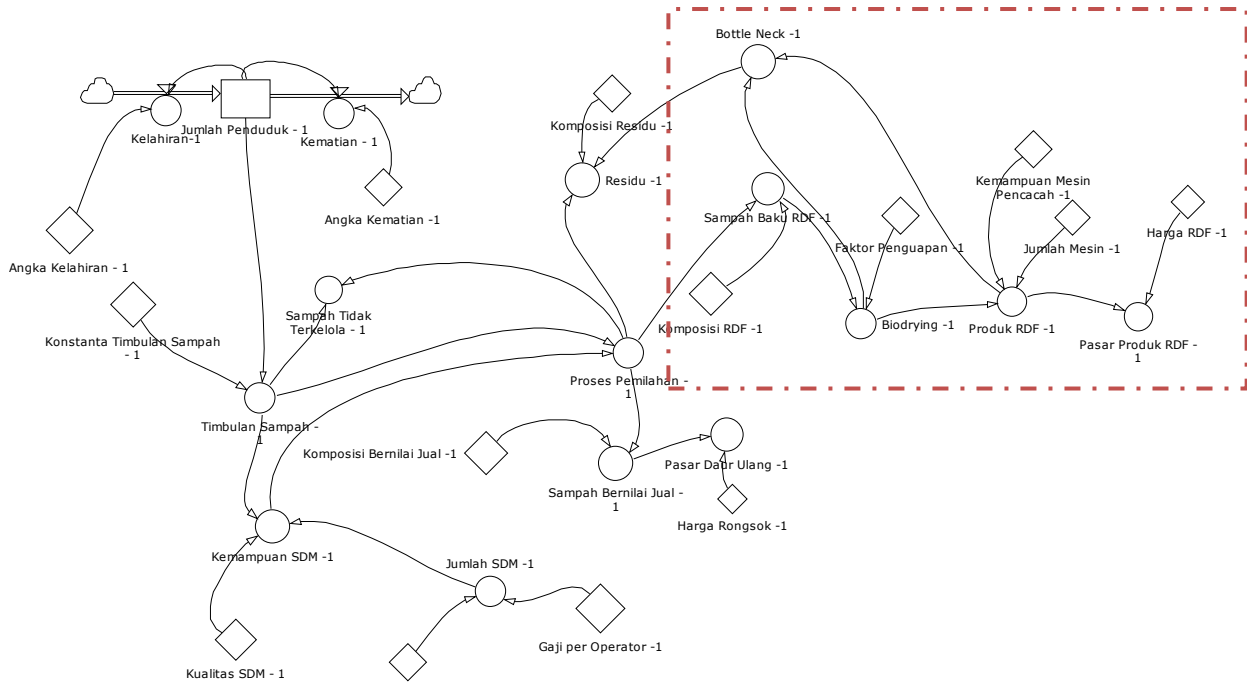 Bottle Neck -1
Komposisi Residu -1
Jumlah Penduduk - 1
Kelahiran-1
Kematian - 1
Residu -1
Kemampuan Mesin
Pencacah -1
Angka Kematian -1
Sampah Baku RDF -1
Harga RDF -1
Faktor Penguapan -1
Jumlah Mesin -1
Angka Kelahiran - 1
Sampah Tidak
Terkelola - 1
Komposisi RDF -1
Biodrying -1
Produk RDF -1
Konstanta Timbulan Sampah
- 1
Pasar Produk RDF -
1
Proses Pemilahan -
1
Timbulan Sampah -
1
Komposisi Bernilai Jual -1
Pasar Daur Ulang -1
Sampah Bernilai Jual -
1
Harga Rongsok -1
Kemampuan SDM -1
Jumlah SDM -1
Gaji per Operator -1
Kualitas SDM - 1